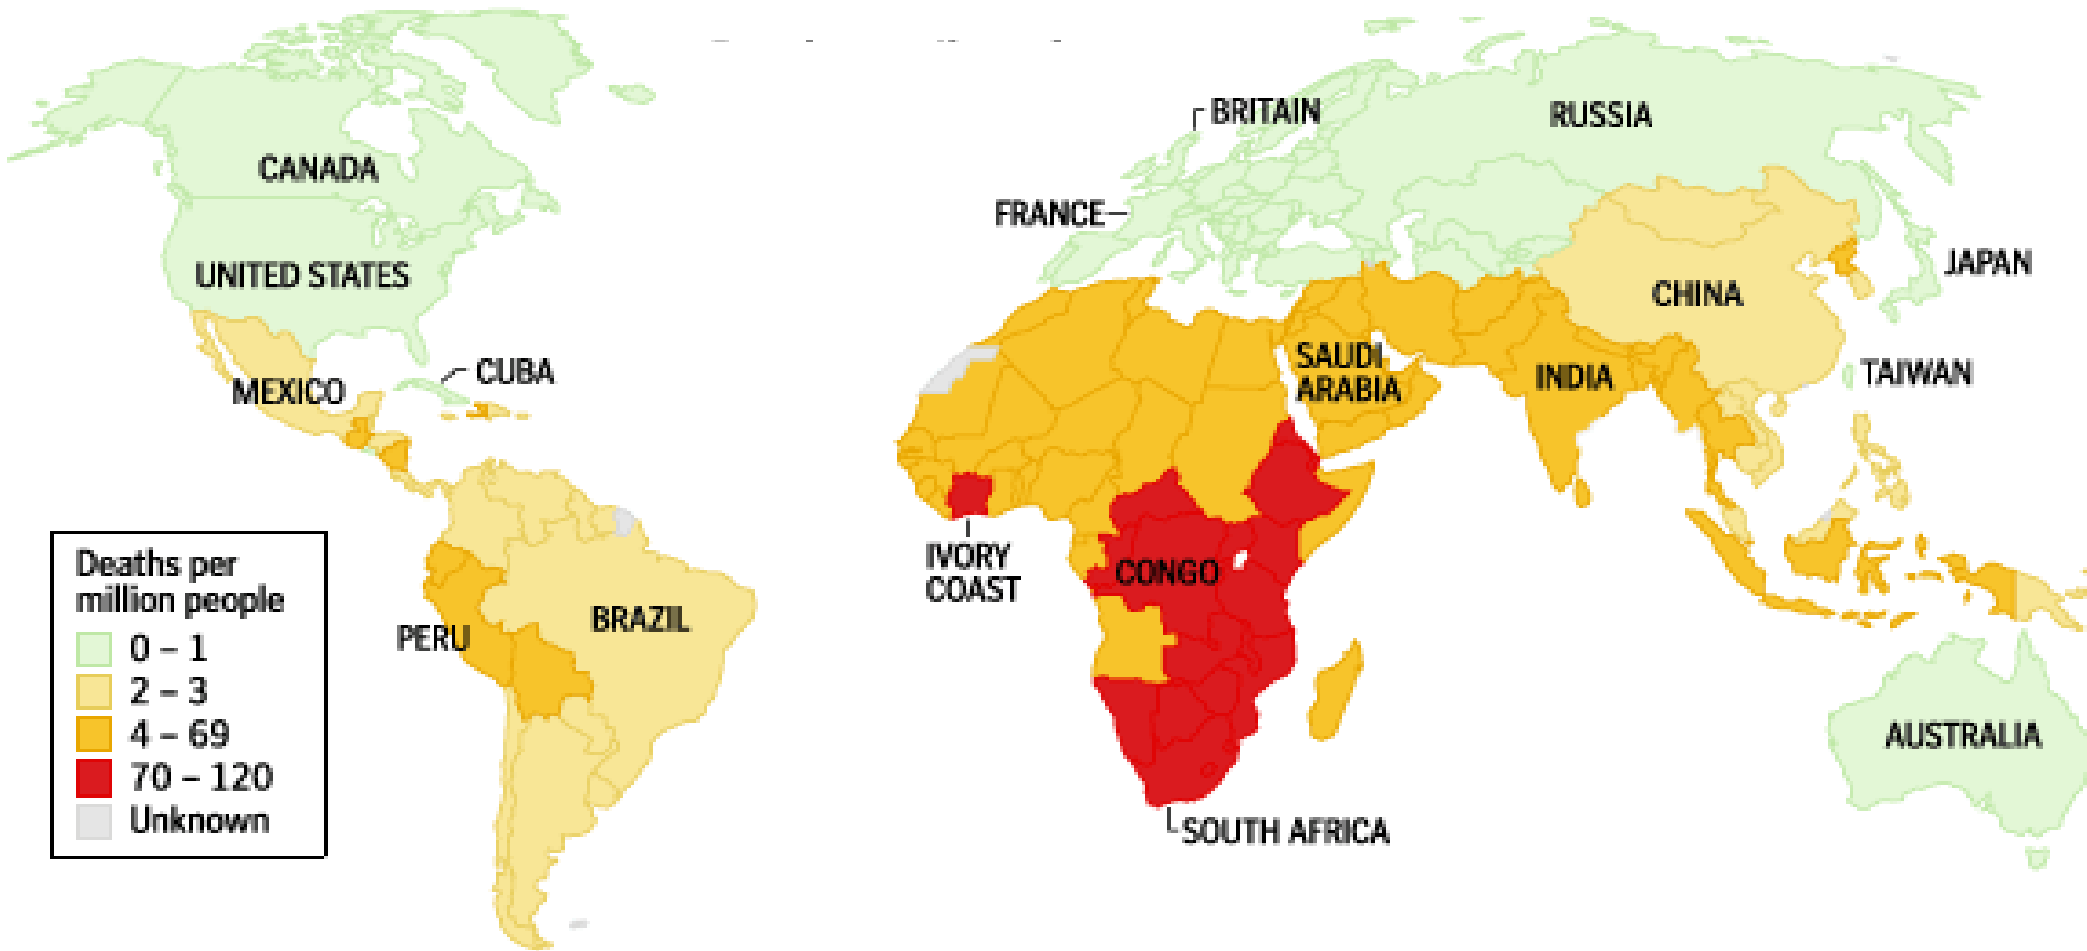 BRITAIN
RUSSIA
CANADA
FRANCE
UNITED STATES
JAPAN
CHINA
CUBA
MEXICO
SAUDI
ARABIA
INDIA
TAIWAN
IVORY
COAST
CONGO
BRAZIL
PERU
AUSTRALIA
SOUTH AFRICA
Deaths per
million people
0 – 1
2 – 3
4 – 69
70 – 120
Unknown